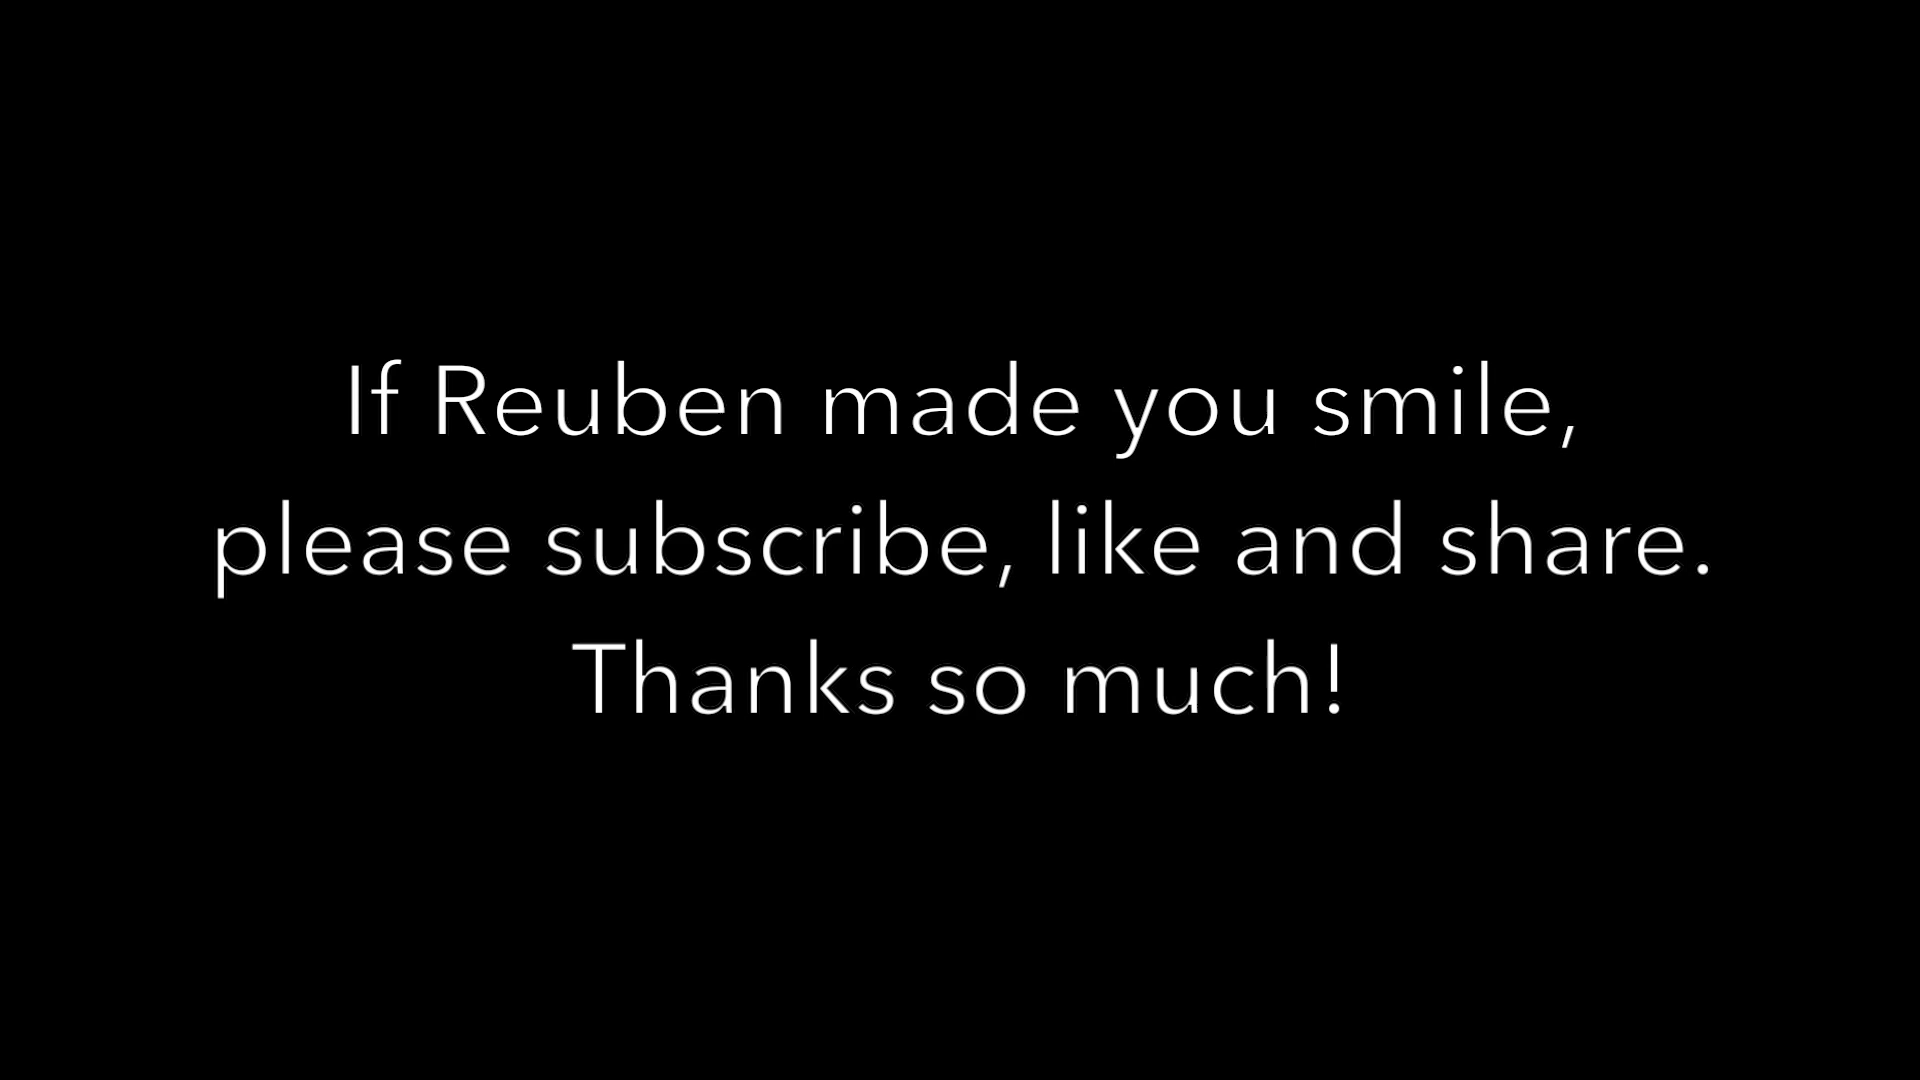 If Reuben made you smile,
please subscribe, like and share.
Thanks so much!